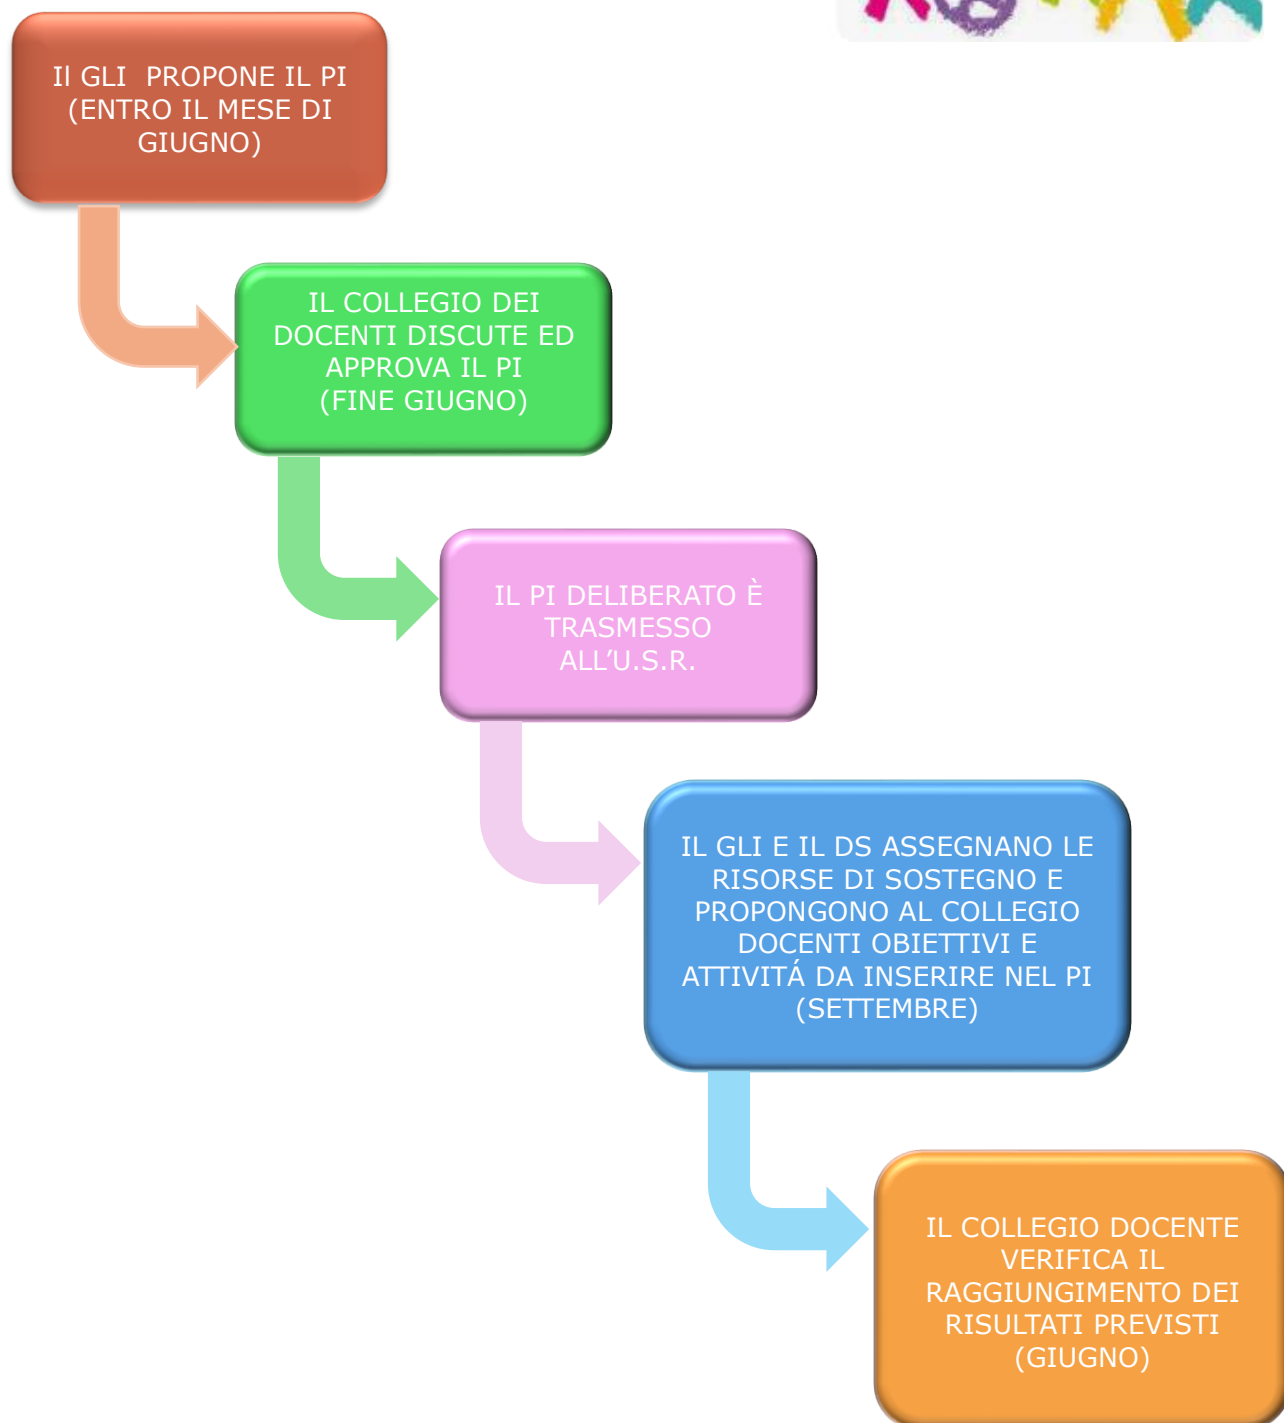 Il GLI PROPONE IL PI
(ENTRO IL MESE DI
GIUGNO)
IL COLLEGIO DEI
DOCENTI DISCUTE ED
APPROVA IL PI
(FINE GIUGNO)
IL PI DELIBERATO È
TRASMESSO
ALL’U.S.R.
IL GLI E IL DS ASSEGNANO LE
RISORSE DI SOSTEGNO E
PROPONGONO AL COLLEGIO
DOCENTI OBIETTIVI E
ATTIVITÁ DA INSERIRE NEL PI
(SETTEMBRE)
IL COLLEGIO DOCENTE
VERIFICA IL
RAGGIUNGIMENTO DEI
RISULTATI PREVISTI
(GIUGNO)